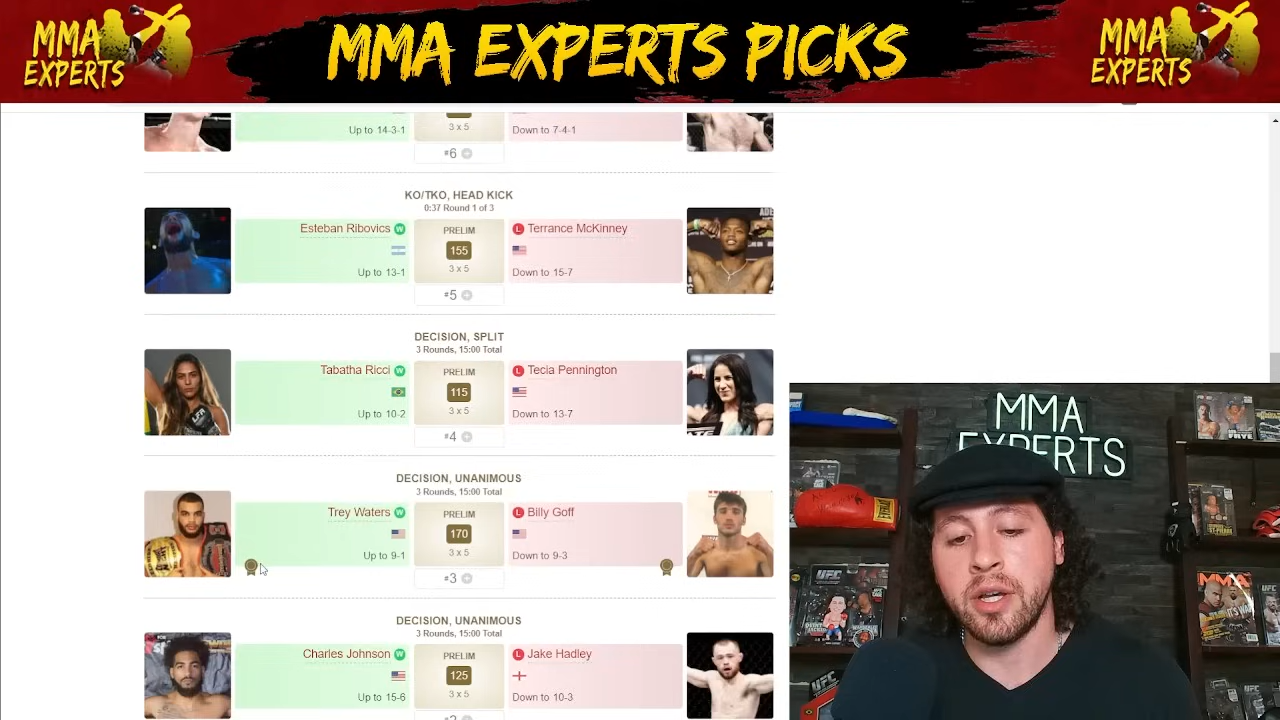 MMA
EXPERTS
MMA EXPERTS PICKS
MMA
EXPERTS
Up to 14-3-1
3 x 5
Down to 7-4-1
#6
KO/TKO, HEAD KICK
0:37 Round 1 of 3
Esteban Ribovics W
PRELIM
L Terrance McKinney
155
Up to 13-1
3 x 5
Down to 15-7
#5
DECISION, SPLIT
3 Rounds, 15:00 Total
Tabatha Ricci W
PRELIM
L Tecia Pennington
115
Up to 10-2
3 x 5
Down to 13-7
#4
DECISION, UNANIMOUS
3 Rounds, 15:00 Total
Trey Waters W
PRELIM
L Billy Goff
170
Up to 9-1
3 x 5
Down to 9-3
#3
DECISION, UNANIMOUS
3 Rounds, 15:00 Total
Charles Johnson W
PRELIM
L Jake Hadley
125
Up to 15-6
3 x 5
Down to 10-3
MMA
EXPERTS
UFC
MMA
UFC